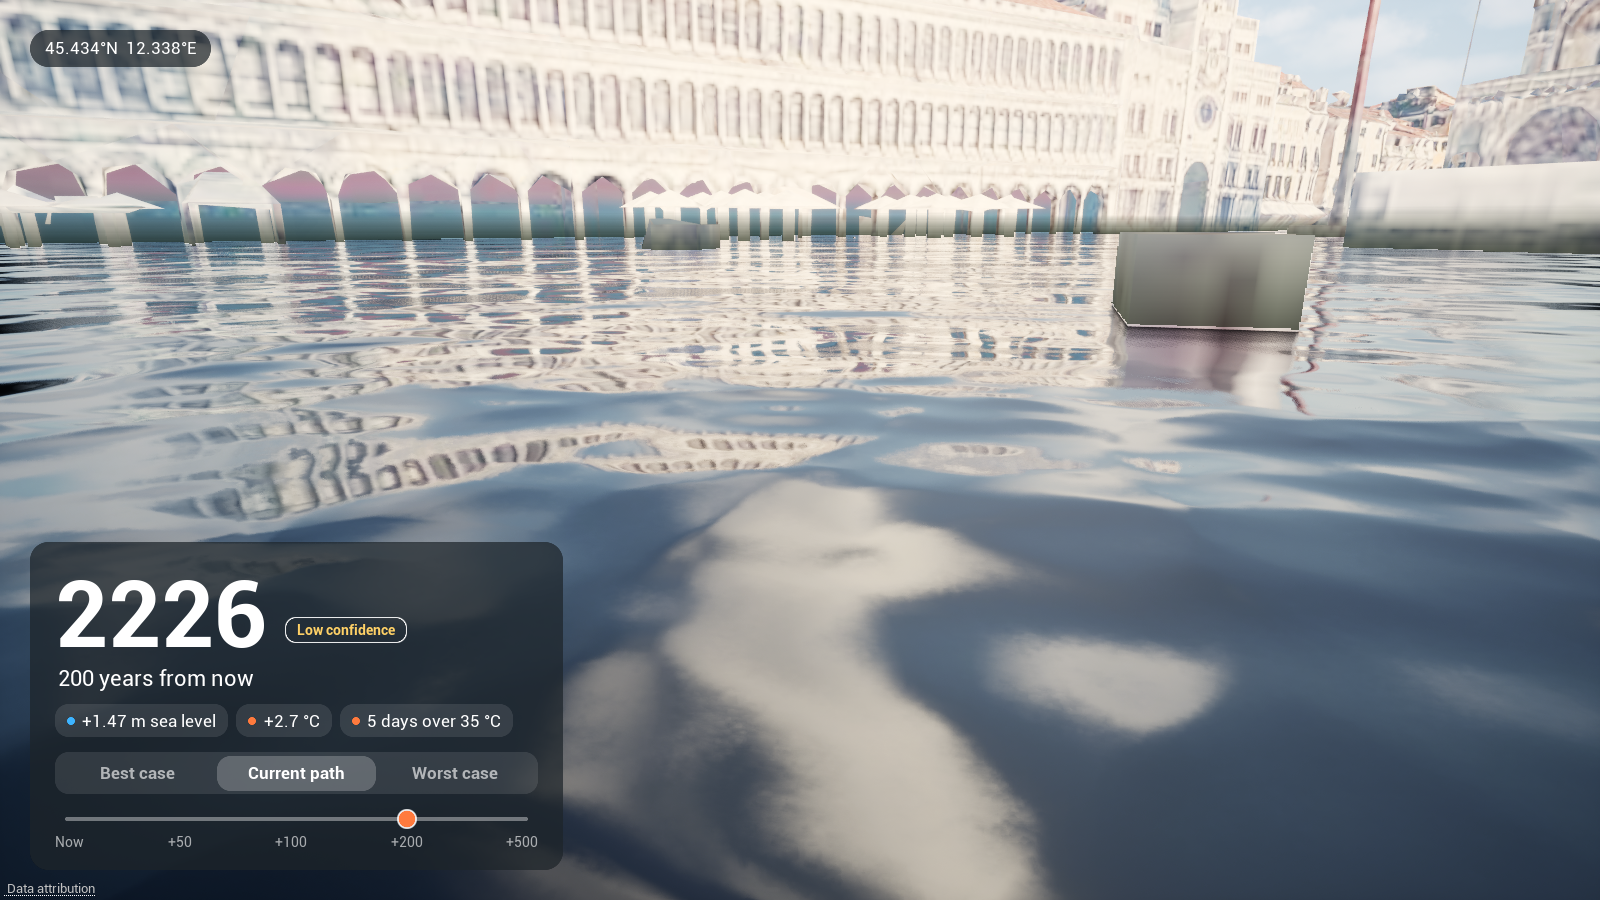 45.434°N 12.338°E
2226 Low confidence
200 years from now
+1.47 m sea level +2.7 °C 5 days over 35 °C
Best case Current path Worst case
Now +50 +100 +200 +500
Data attribution